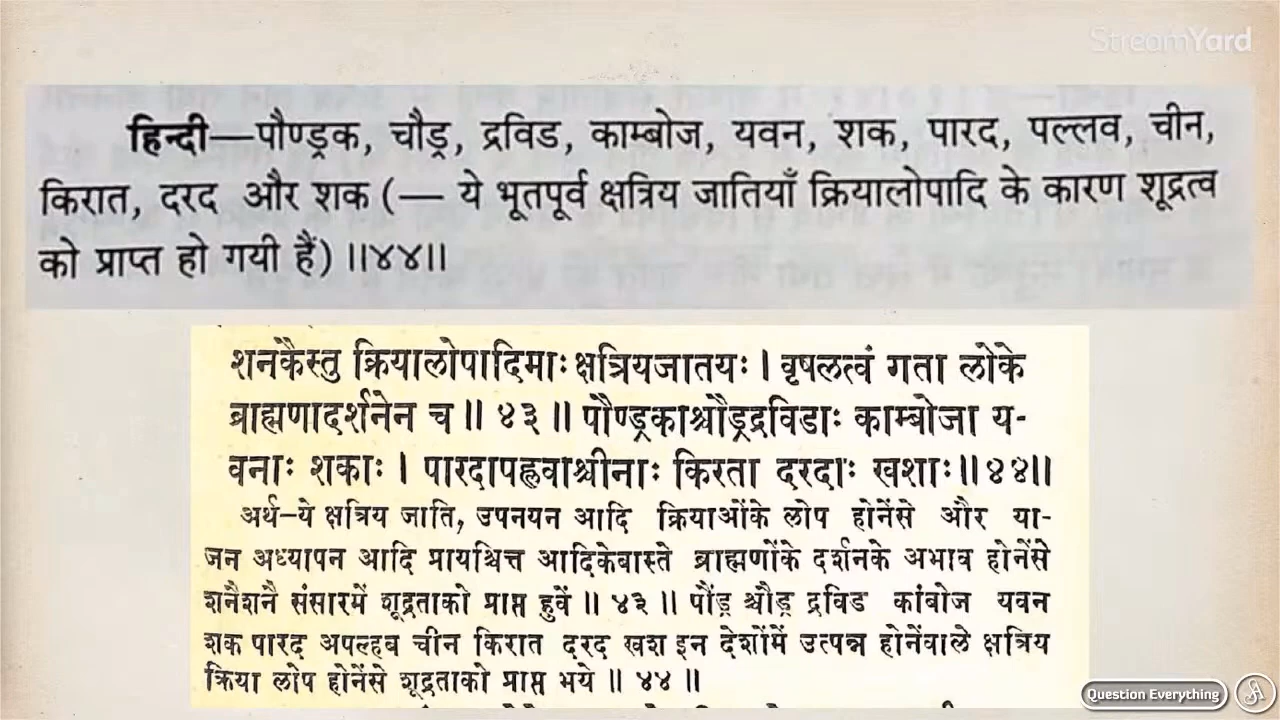 StreamYard
हिन्दी—पौण्ड्रक, चौड्र, द्रविड, काम्बोज, यवन, शक, पारद, पल्लव, चीन,
किरात, दरद और शक (— ये भूतपूर्व क्षत्रिय जातियाँ क्रियालोपादि के कारण शूद्रत्व
को प्राप्त हो गयी हैं) ॥४४॥
शनकैस्तु क्रियालोपादिमाः क्षत्रियजातयः । वृषलत्वं गता लोके
ब्राह्मणादर्शनेन च ॥ ४३ ॥ पौण्ड्रकाश्चौड्रद्रविडाः काम्बोजा य-
वनाः शकाः । पारदापह्लवाश्चीनाः किरता दरदाः खशाः॥४४॥
अर्थ–ये क्षत्रिय जाति, उपनयन आदि क्रियाओंके लोप होनेंसे और या-
जन अध्यापन आदि प्रायश्चित्त आदिकेवास्ते ब्राह्मणोंके दर्शनके अभाव होनेंसे
शनैशनै संसारमें शूद्रताको प्राप्त हुवें ॥ ४३ ॥ पौंड्र श्चौड्र द्रविड कांबोज यवन
शक पारद अपल्हव चीन किरात दरद खश इन देशोंमें उत्पन्न होनेंवाले क्षत्रिय
क्रिया लोप होनेंसे शूद्रताको प्राप्त भये ॥ ४४ ॥
Question Everything